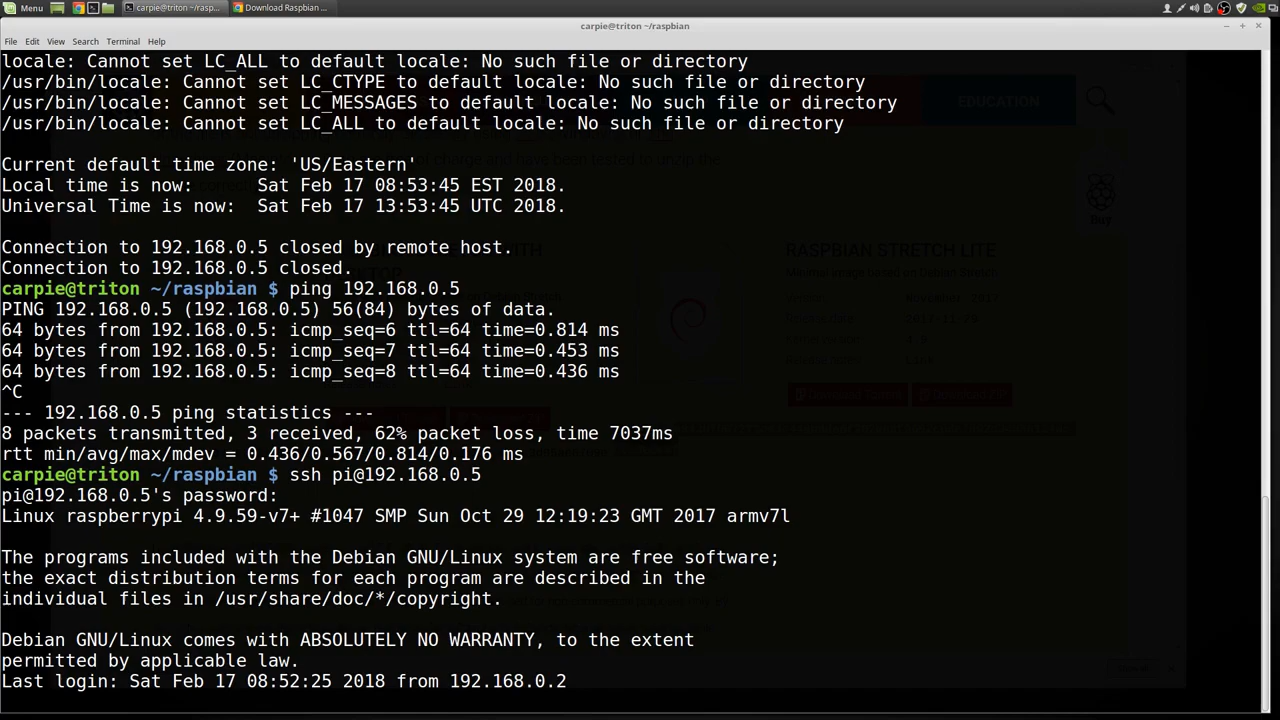 Menu
carpie@triton ~/rasp...
Download Raspbian ...
carpie@triton ~/raspbian
File Edit View Search Terminal Help
locale: Cannot set LC_ALL to default locale: No such file or directory
/usr/bin/locale: Cannot set LC_CTYPE to default locale: No such file or directory
/usr/bin/locale: Cannot set LC_MESSAGES to default locale: No such file or directory
/usr/bin/locale: Cannot set LC_ALL to default locale: No such file or directory
EDUCATION
Current default time zone: 'US/Eastern'
Local time is now:      Sat Feb 17 08:53:45 EST 2018.
Universal Time is now:  Sat Feb 17 13:53:45 UTC 2018.
Buy
Connection to 192.168.0.5 closed by remote host.
RASPBIAN STRETCH LITE
Connection to 192.168.0.5 closed.
carpie@triton ~/raspbian $ ping 192.168.0.5
PING 192.168.0.5 (192.168.0.5) 56(84) bytes of data.
64 bytes from 192.168.0.5: icmp_seq=6 ttl=64 time=0.814 ms
64 bytes from 192.168.0.5: icmp_seq=7 ttl=64 time=0.453 ms
64 bytes from 192.168.0.5: icmp_seq=8 ttl=64 time=0.436 ms
^C
--- 192.168.0.5 ping statistics ---
8 packets transmitted, 3 received, 62% packet loss, time 7037ms
rtt min/avg/max/mdev = 0.436/0.567/0.814/0.176 ms
carpie@triton ~/raspbian $ ssh pi@192.168.0.5
pi@192.168.0.5's password:
Linux raspberrypi 4.9.59-v7+ #1047 SMP Sun Oct 29 12:19:23 GMT 2017 armv7l
The programs included with the Debian GNU/Linux system are free software;
the exact distribution terms for each program are described in the
individual files in /usr/share/doc/*/copyright.
Debian GNU/Linux comes with ABSOLUTELY NO WARRANTY, to the extent
permitted by applicable law.
Last login: Sat Feb 17 08:52:25 2018 from 192.168.0.2